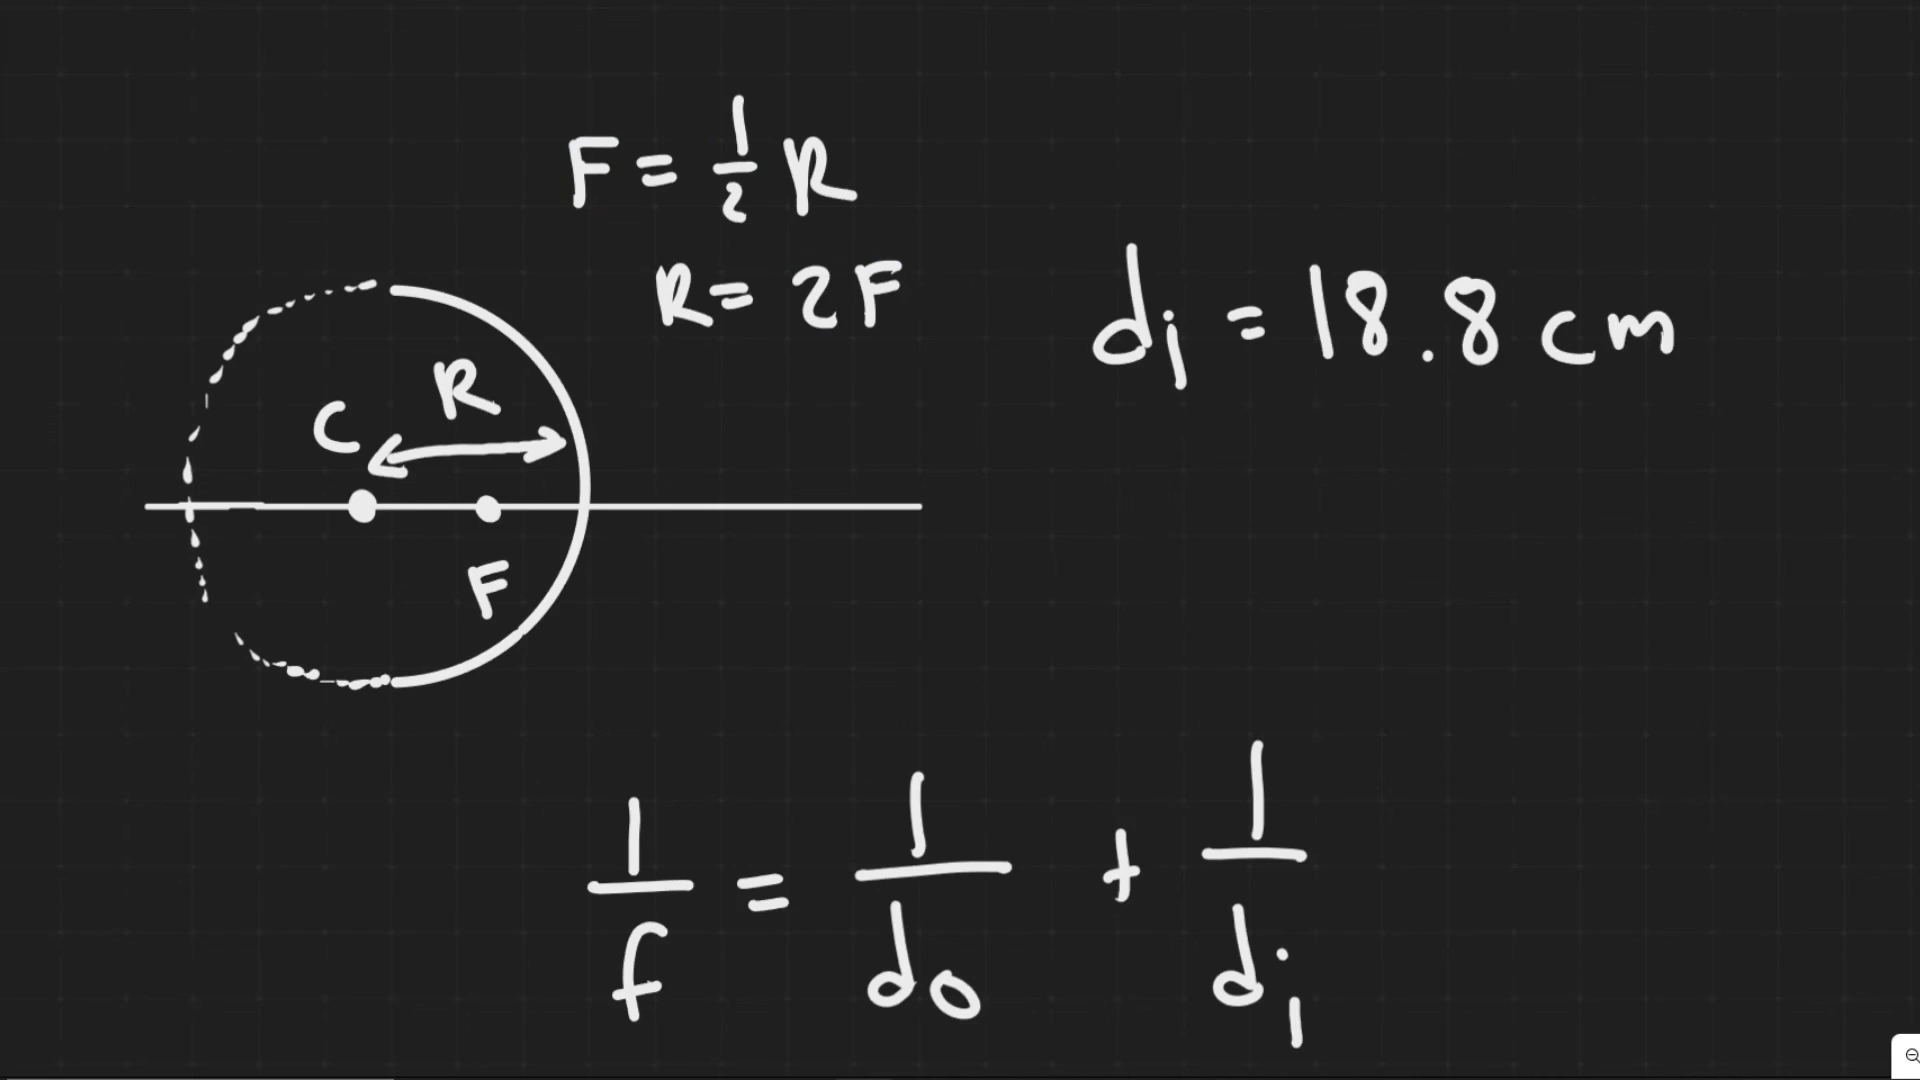 F = 1/2 R
R = 2F
di = 18.8 cm
R
C
F
1/f = 1/do + 1/di